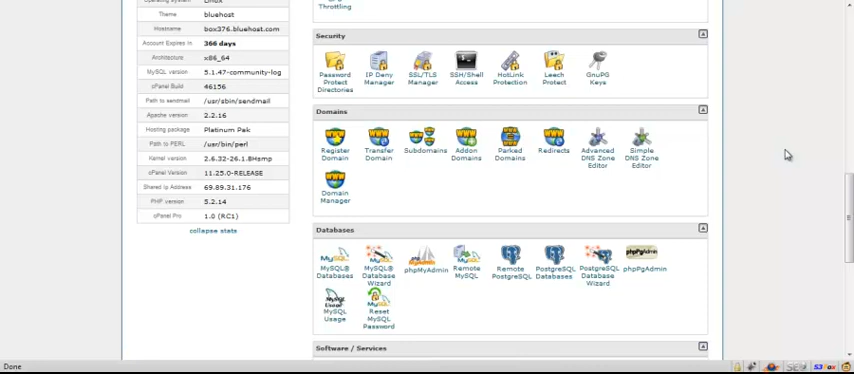 Operating System Linux
Theme bluehost
Hostname box376.bluehost.com
Account Expires in 366 days
Architecture x86_64
MySQL version 5.1.47-community-log
cPanel Build 46156
Path to sendmail /usr/sbin/sendmail
Apache version 2.2.16
Hosting package Platinum Pak
Path to PERL /usr/bin/perl
Kernel version 2.6.32-26.1.BHsmp
cPanel Version 11.25.0-RELEASE
Shared Ip Address 69.89.31.176
PHP version 5.2.14
cPanel Pro 1.0 (RC1)
collapse stats
CPU
Throttling
Security
Password Protect Directories
IP Deny Manager
SSL/TLS Manager
SSH/Shell Access
HotLink Protection
Leech Protect
GnuPG Keys
Domains
Register Domain
Transfer Domain
Subdomains
Addon Domains
Parked Domains
Redirects
Advanced DNS Zone Editor
Simple DNS Zone Editor
Domain Manager
Databases
MySQL® Databases
MySQL® Database Wizard
phpMyAdmin
Remote MySQL
Remote PostgreSQL
PostgreSQL Databases
PostgreSQL Database Wizard
phpPgAdmin
MySQL Usage
Reset MySQL Password
Software / Services
Done